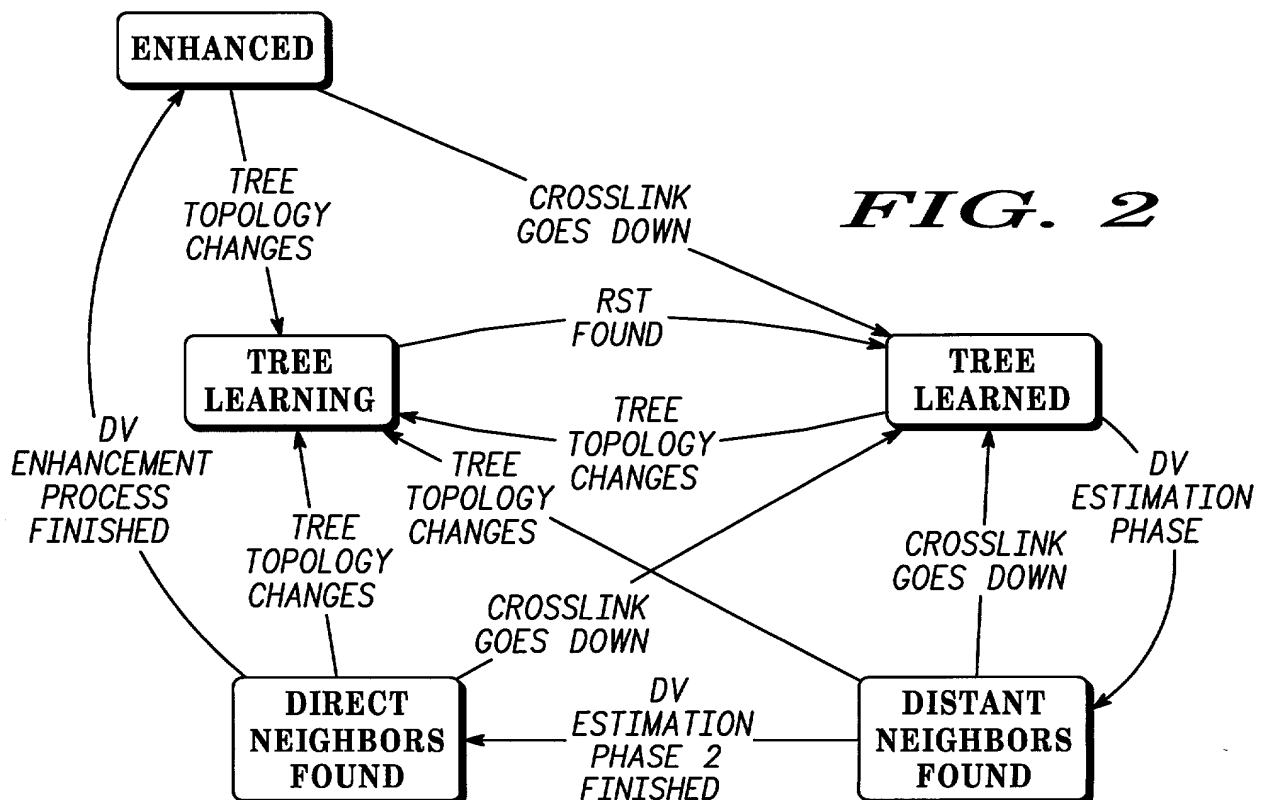 ENHANCED
TREE
TOPOLOGY
CHANGES
CROSSLINK
GOES DOWN
FIG. 2
RST
FOUND
TREE
LEARNING
TREE
LEARNED
TREE
TOPOLOGY
CHANGES
DV
ENHANCEMENT
PROCESS
FINISHED
TREE
TOPOLOGY
CHANGES
TREE
TOPOLOGY
CHANGES
CROSSLINK
GOES DOWN
DV
ESTIMATION
PHASE
CROSSLINK
GOES DOWN
DIRECT
NEIGHBORS
FOUND
DV
ESTIMATION
PHASE 2
FINISHED
DISTANT
NEIGHBORS
FOUND